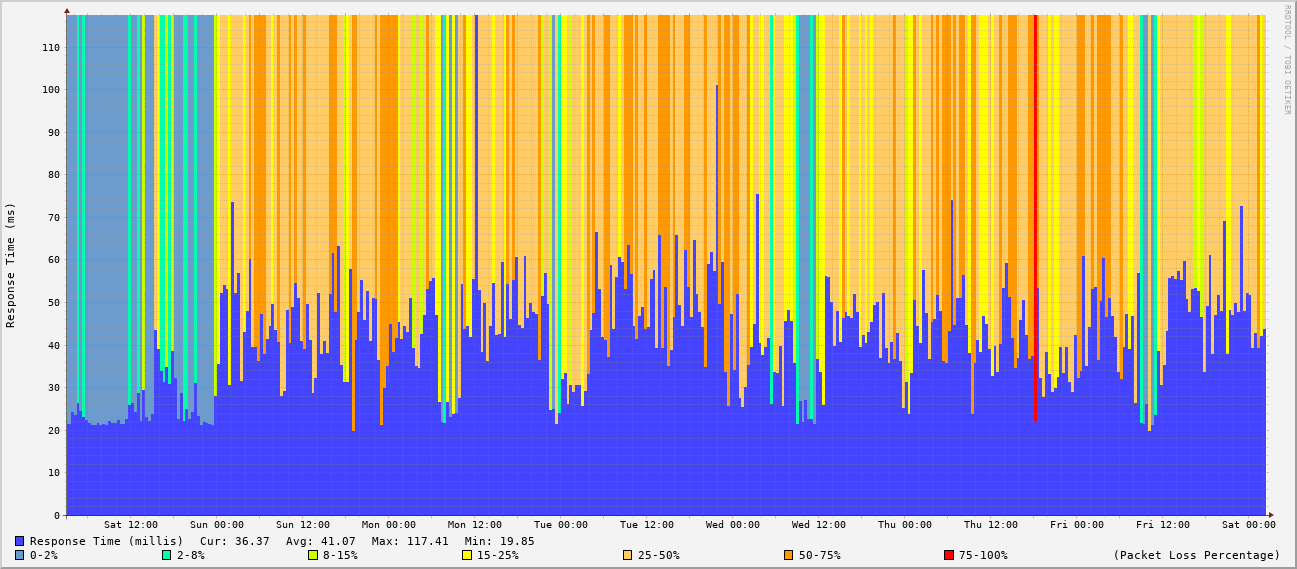 RRDTOOL / TOBI OETIKER
Response Time (ms)
110
100
90
80
70
60
50
40
30
20
10
0
Sat 12:00 Sun 00:00 Sun 12:00 Mon 00:00 Mon 12:00 Tue 00:00 Tue 12:00 Wed 00:00 Wed 12:00 Thu 00:00 Thu 12:00 Fri 00:00 Fri 12:00 Sat 00:00
Response Time (millis) Cur: 36.37 Avg: 41.07 Max: 117.41 Min: 19.85
0-2% 2-8% 8-15% 15-25% 25-50% 50-75% 75-100% (Packet Loss Percentage)